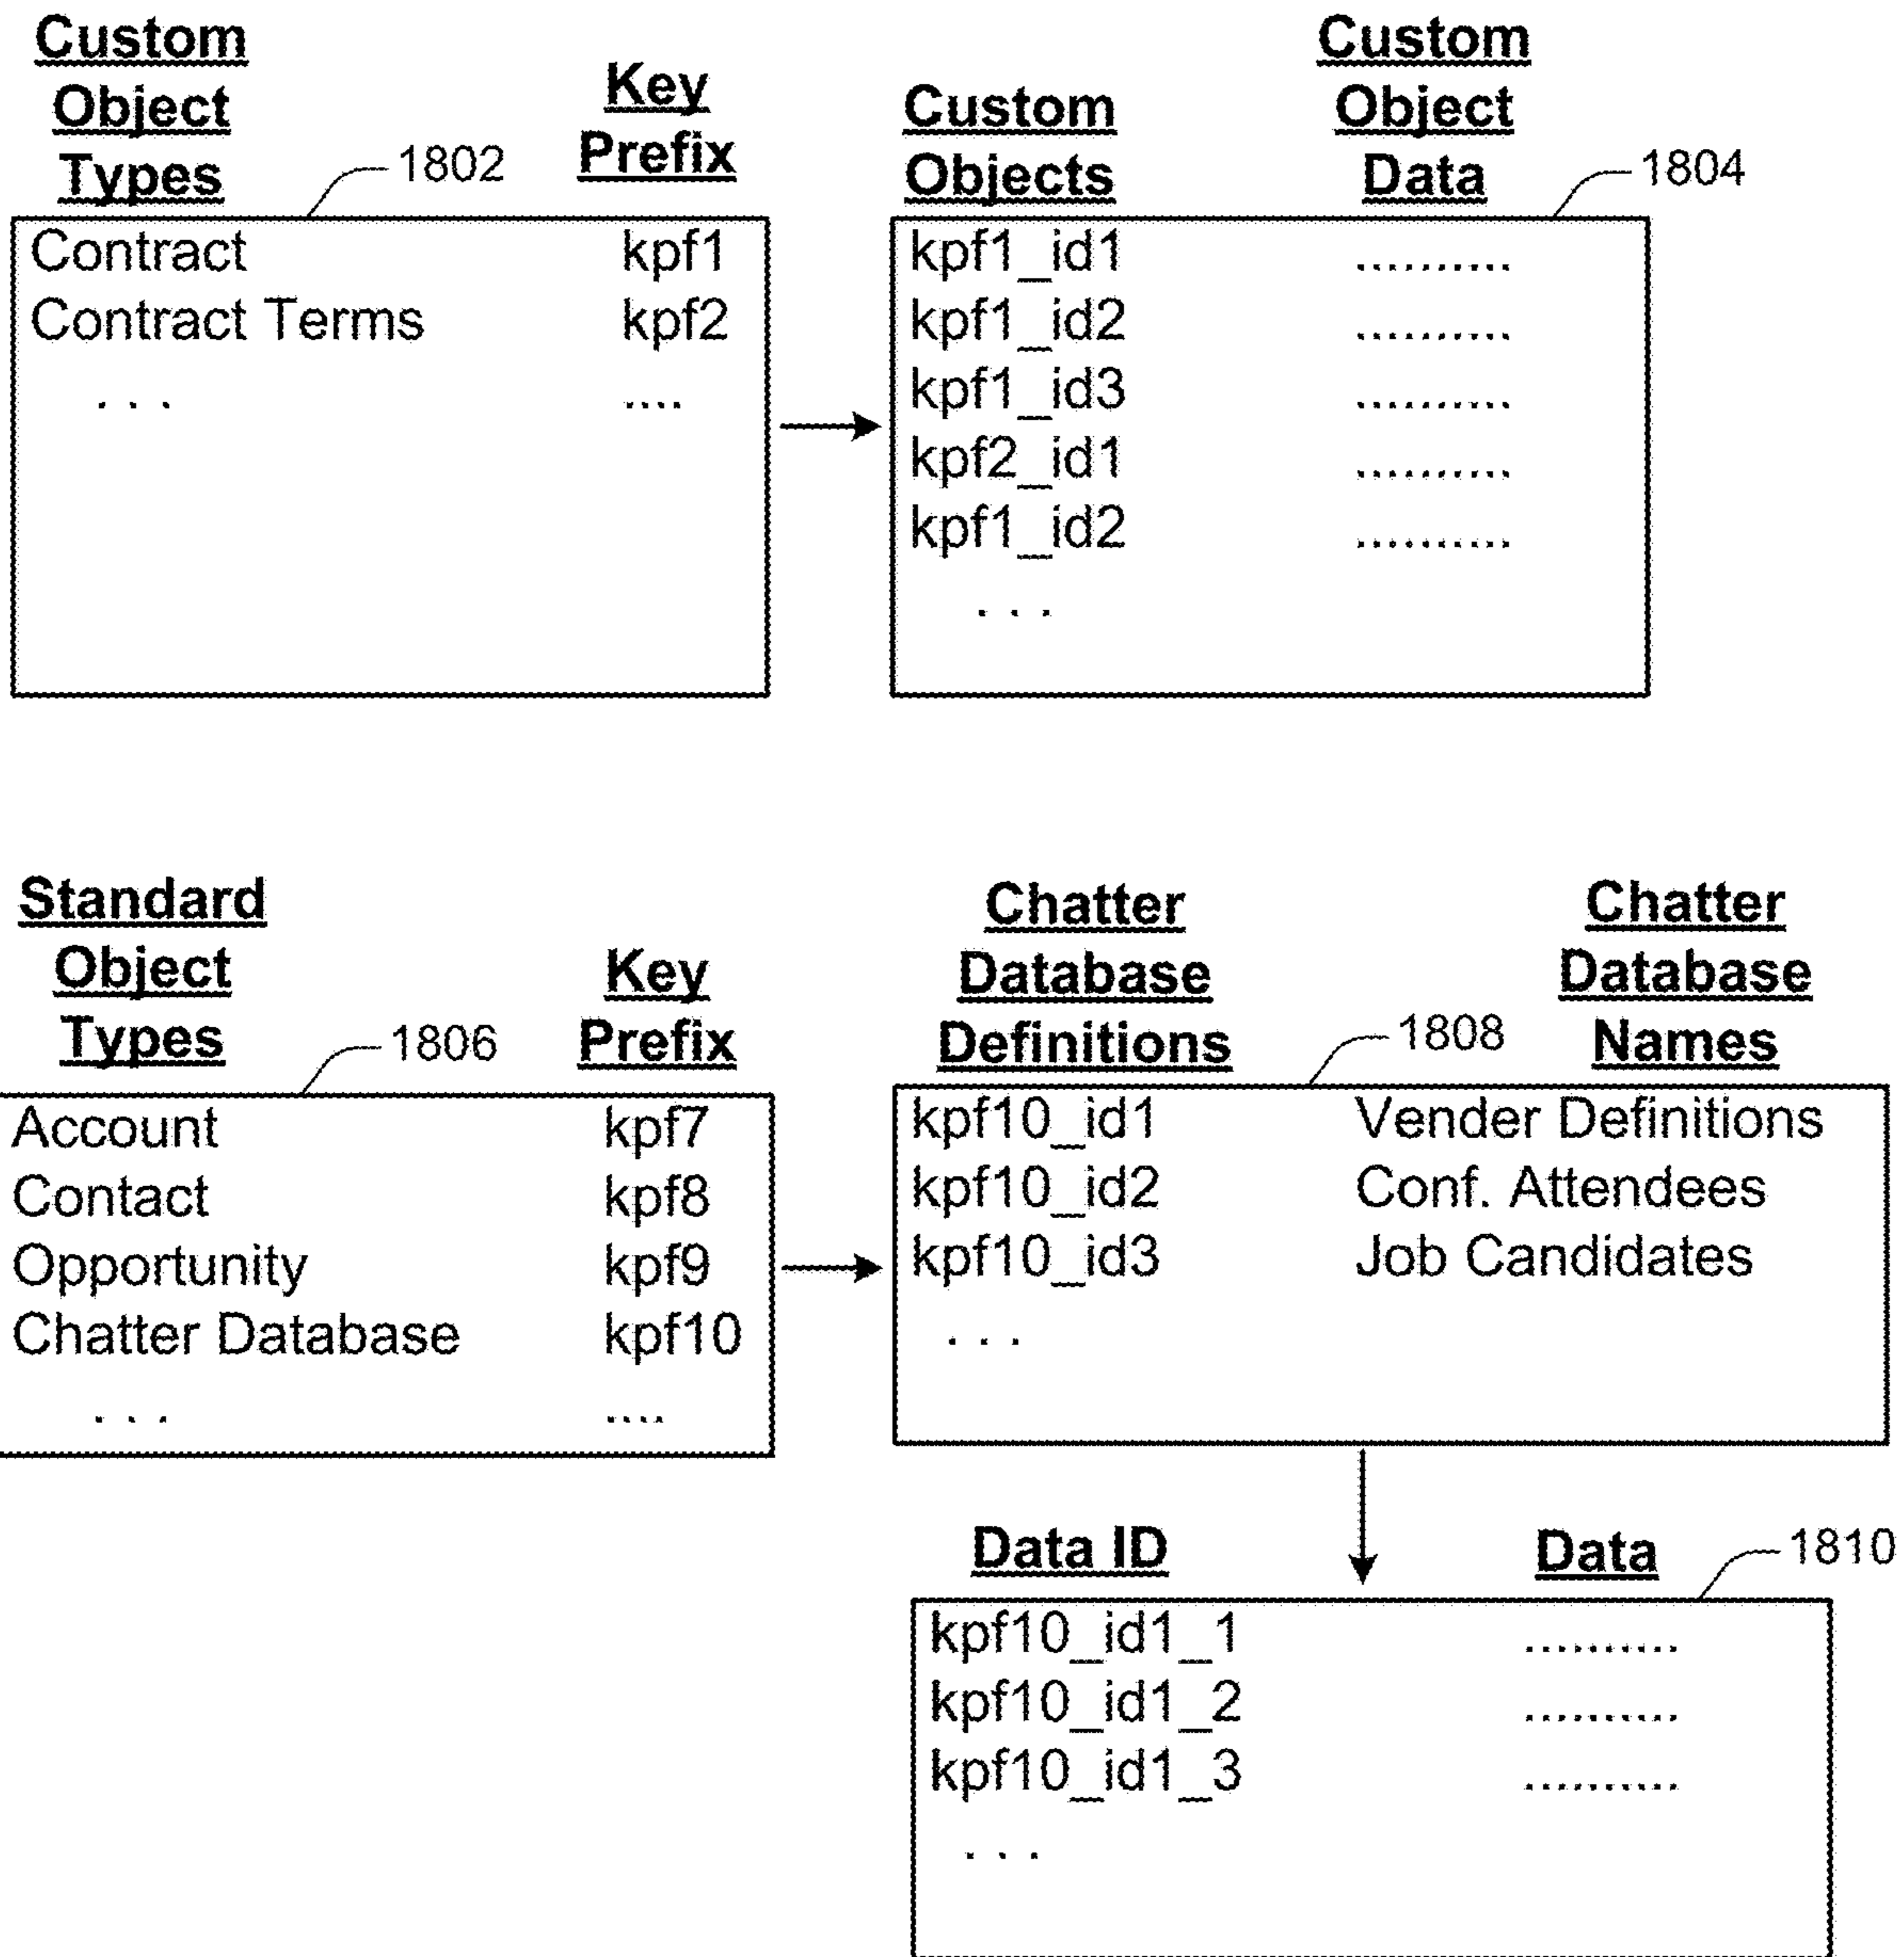 Custom
Object
Types
Key
Prefix
1802
Contract kpf1
Contract Terms kpf2
. . . ....
Custom
Objects
Custom
Object
Data
1804
kpf1_id1 ..........
kpf1_id2 ..........
kpf1_id3 ..........
kpf2_id1 ..........
kpf1_id2 ..........
. . .
Standard
Object
Types
Key
Prefix
1806
Account kpf7
Contact kpf8
Opportunity kpf9
Chatter Database kpf10
. . . ....
Chatter
Database
Definitions
Chatter
Database
Names
1808
kpf10_id1 Vender Definitions
kpf10_id2 Conf. Attendees
kpf10_id3 Job Candidates
. . .
Data ID Data 1810
kpf10_id1_1 ..........
kpf10_id1_2 ..........
kpf10_id1_3 ..........
. . .